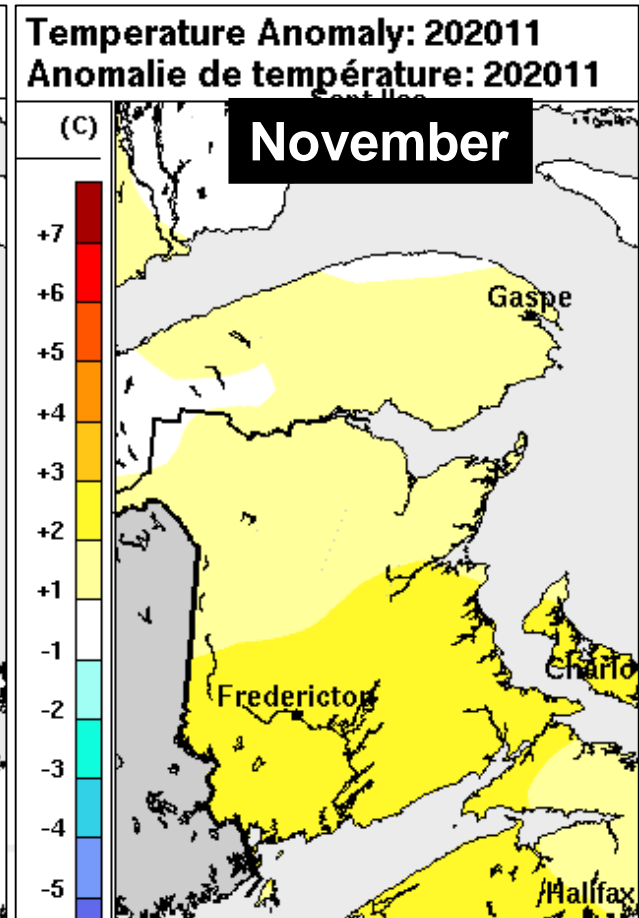 Temperature Anomaly: 202011
Anomalie de température: 202011
(C)
November
+7
+6
+5
+4
+3
+2
+1
-1
-2
-3
-4
-5
Gaspe
Charlo
Fredericton
Halifax